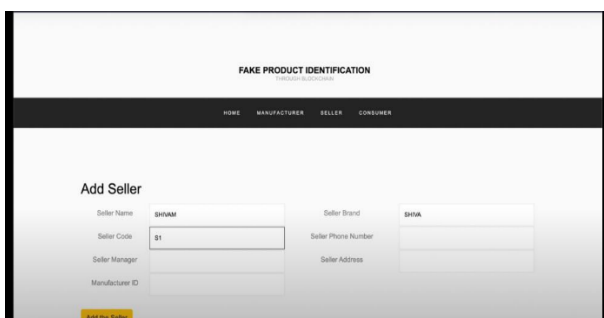 FAKE PRODUCT IDENTIFICATION
THROUGH BLOCKCHAIN
HOME MANUFACTURER SELLER CONSUMER
Add Seller
Seller Name SHIVAM Seller Brand SHIVA
Seller Code S1 Seller Phone Number
Seller Manager Seller Address
Manufacturer ID
Add the Seller